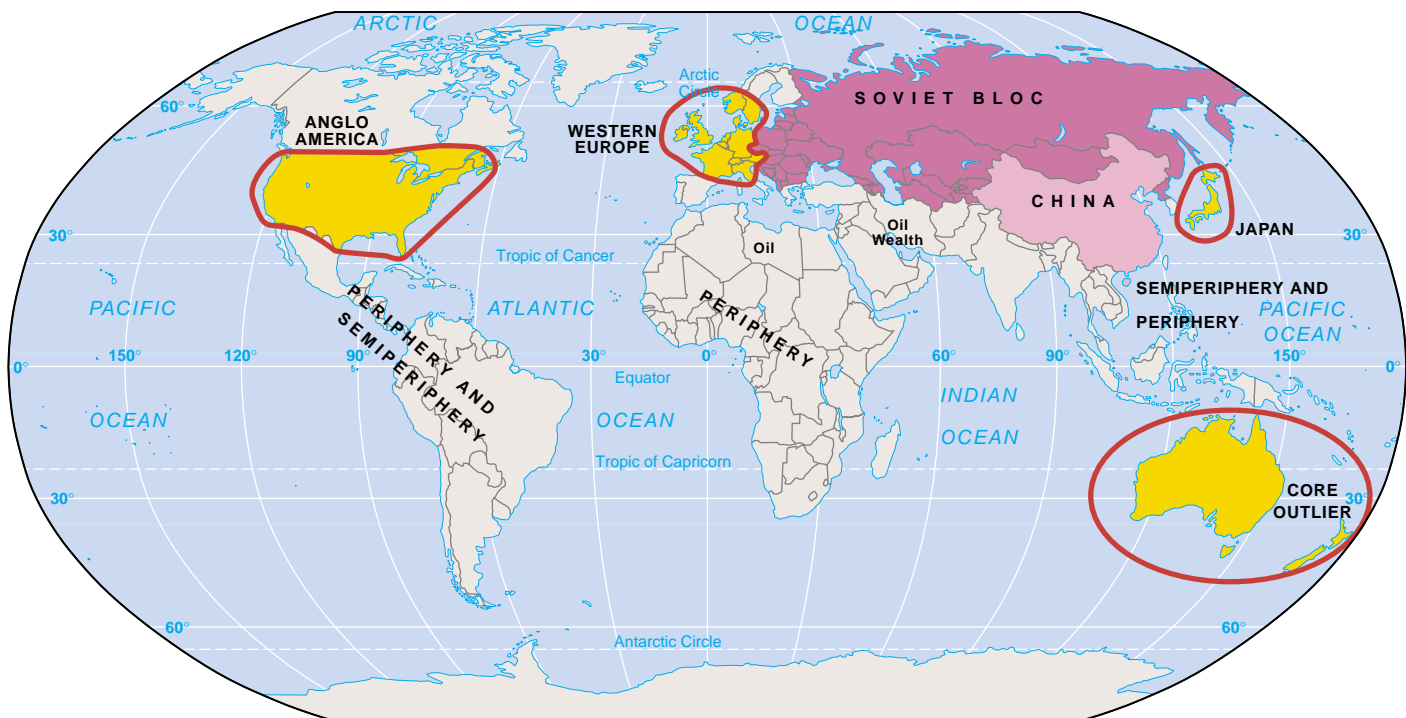 ARCTIC
OCEAN
Arctic
Circle
60°
SOVIET BLOC
ANGLO
AMERICA
WESTERN
EUROPE
CHINA
30°
Oil
Oil
Wealth
JAPAN
30°
Tropic of Cancer
PACIFIC
ATLANTIC
PERIPHERY AND
SEMIPERIPHERY
PERIPHERY
SEMIPERIPHERY AND
PERIPHERY
PACIFIC
OCEAN
0°
150°
120°
90°
30°
0°
60°
90°
150°
0°
Equator
INDIAN
OCEAN
OCEAN
OCEAN
OCEAN
Tropic of Capricorn
30°
CORE
OUTLIER
30°
60°
60°
Antarctic Circle